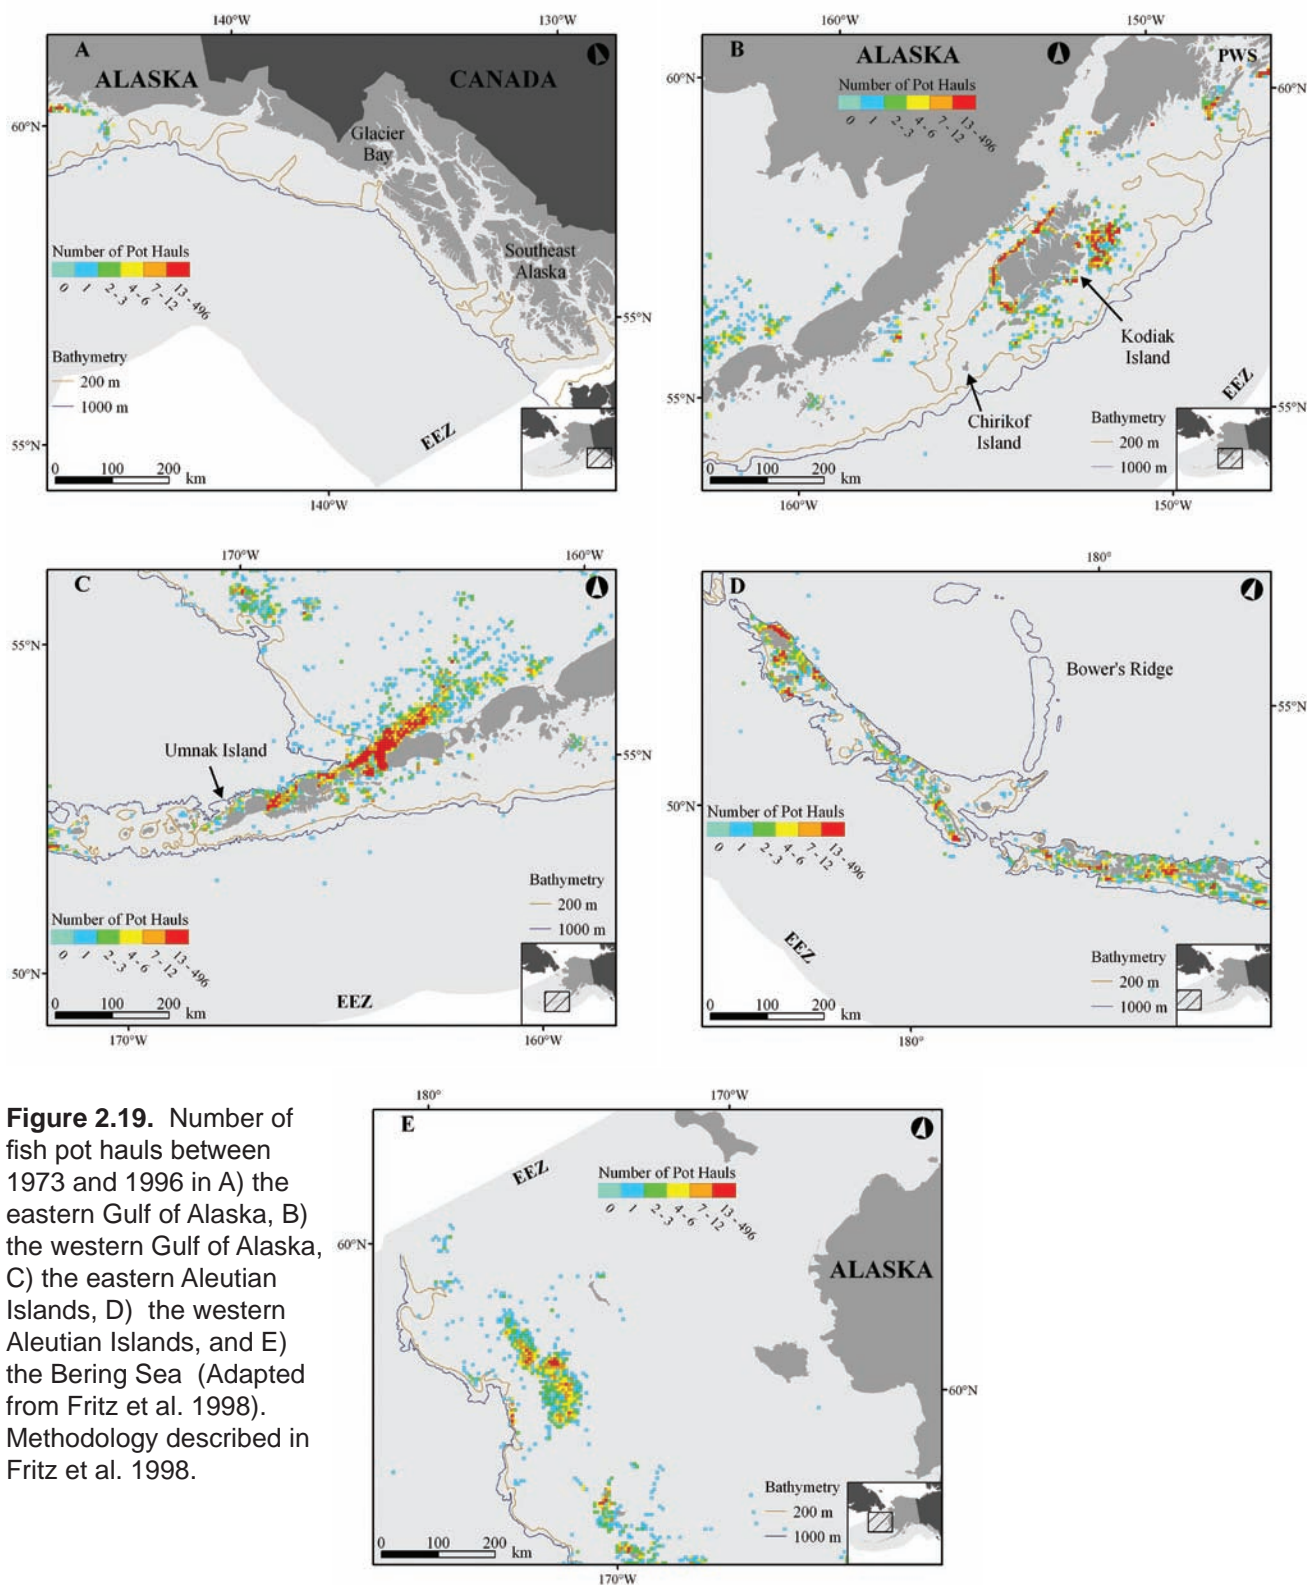 140°W
130°W
A
ALASKA
CANADA
60°N
Glacier
Bay
Number of Pot Hauls
0
1
2 - 3
4 - 6
7 - 12
13 - 496
Southeast
Alaska
55°N
Bathymetry
200 m
1000 m
EEZ
55°N
0 100 200
km
140°W
160°W
150°W
B
ALASKA
PWS
Number of Pot Hauls
0
1
2 - 3
4 - 6
7 - 12
13 - 496
60°N
60°N
Kodiak
Island
Chirikof
Island
EEZ
55°N
55°N
Bathymetry
200 m
1000 m
0 100 200
km
160°W
150°W
170°W
160°W
C
55°N
Umnak Island
55°N
Bathymetry
200 m
1000 m
Number of Pot Hauls
0
1
2 - 3
4 - 6
7 - 12
13 - 496
50°N
EEZ
0 100 200
km
170°W
160°W
180°
D
Bower's Ridge
55°N
50°N
Number of Pot Hauls
0
1
2 - 3
4 - 6
7 - 12
13 - 496
EEZ
Bathymetry
200 m
1000 m
0 100 200
km
180°
Figure 2.19. Number of
fish pot hauls between
1973 and 1996 in A) the
eastern Gulf of Alaska, B)
the western Gulf of Alaska,
C) the eastern Aleutian
Islands, D) the western
Aleutian Islands, and E)
the Bering Sea (Adapted
from Fritz et al. 1998).
Methodology described in
Fritz et al. 1998.
180°
170°W
E
EEZ
Number of Pot Hauls
0
1
2 - 3
4 - 6
7 - 12
13 - 496
60°N
ALASKA
60°N
Bathymetry
200 m
1000 m
0 100 200
km
170°W